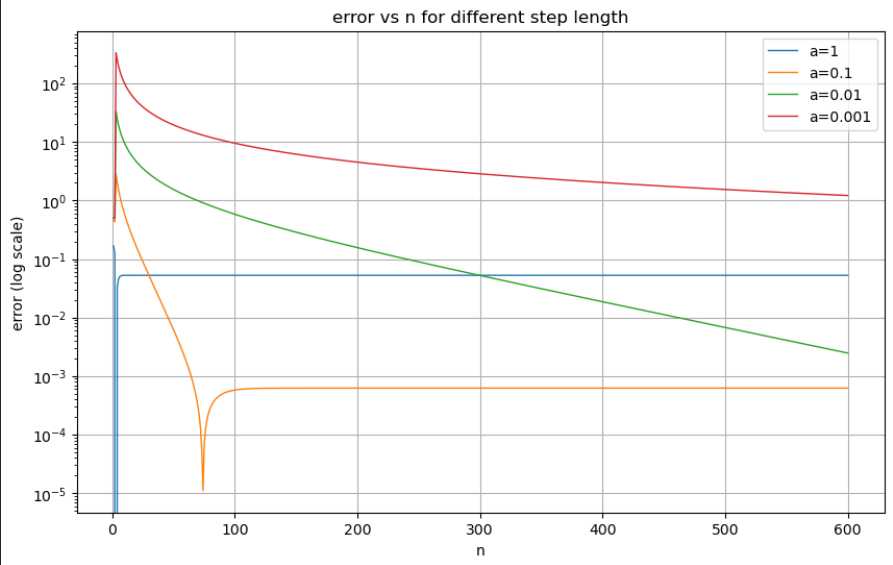 error vs n for different step length
error (log scale)
10²
10¹
10⁰
10⁻¹
10⁻²
10⁻³
10⁻⁴
10⁻⁵
a=1
a=0.1
a=0.01
a=0.001
0 100 200 300 400 500 600
n